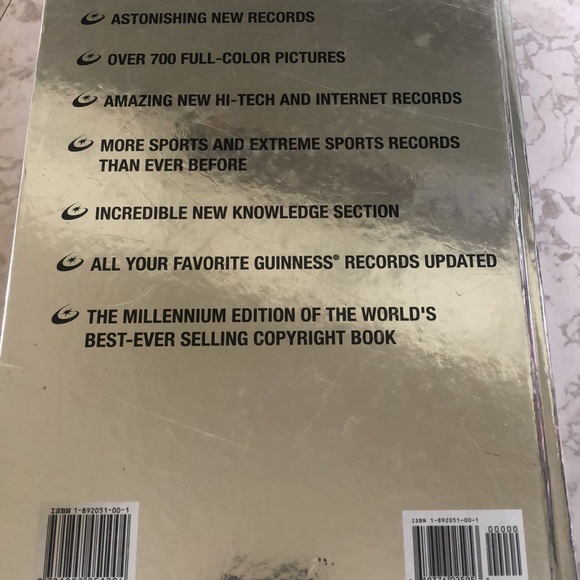 ASTONISHING NEW RECORDS
OVER 700 FULL-COLOR PICTURES
AMAZING NEW HI-TECH AND INTERNET RECORDS
MORE SPORTS AND EXTREME SPORTS RECORDS
THAN EVER BEFORE
INCREDIBLE NEW KNOWLEDGE SECTION
ALL YOUR FAVORITE GUINNESS® RECORDS UPDATED
THE MILLENNIUM EDITION OF THE WORLD'S
BEST-EVER SELLING COPYRIGHT BOOK
ISBN 1-892051-00-1
ISBN 1-892051-00-1
00000